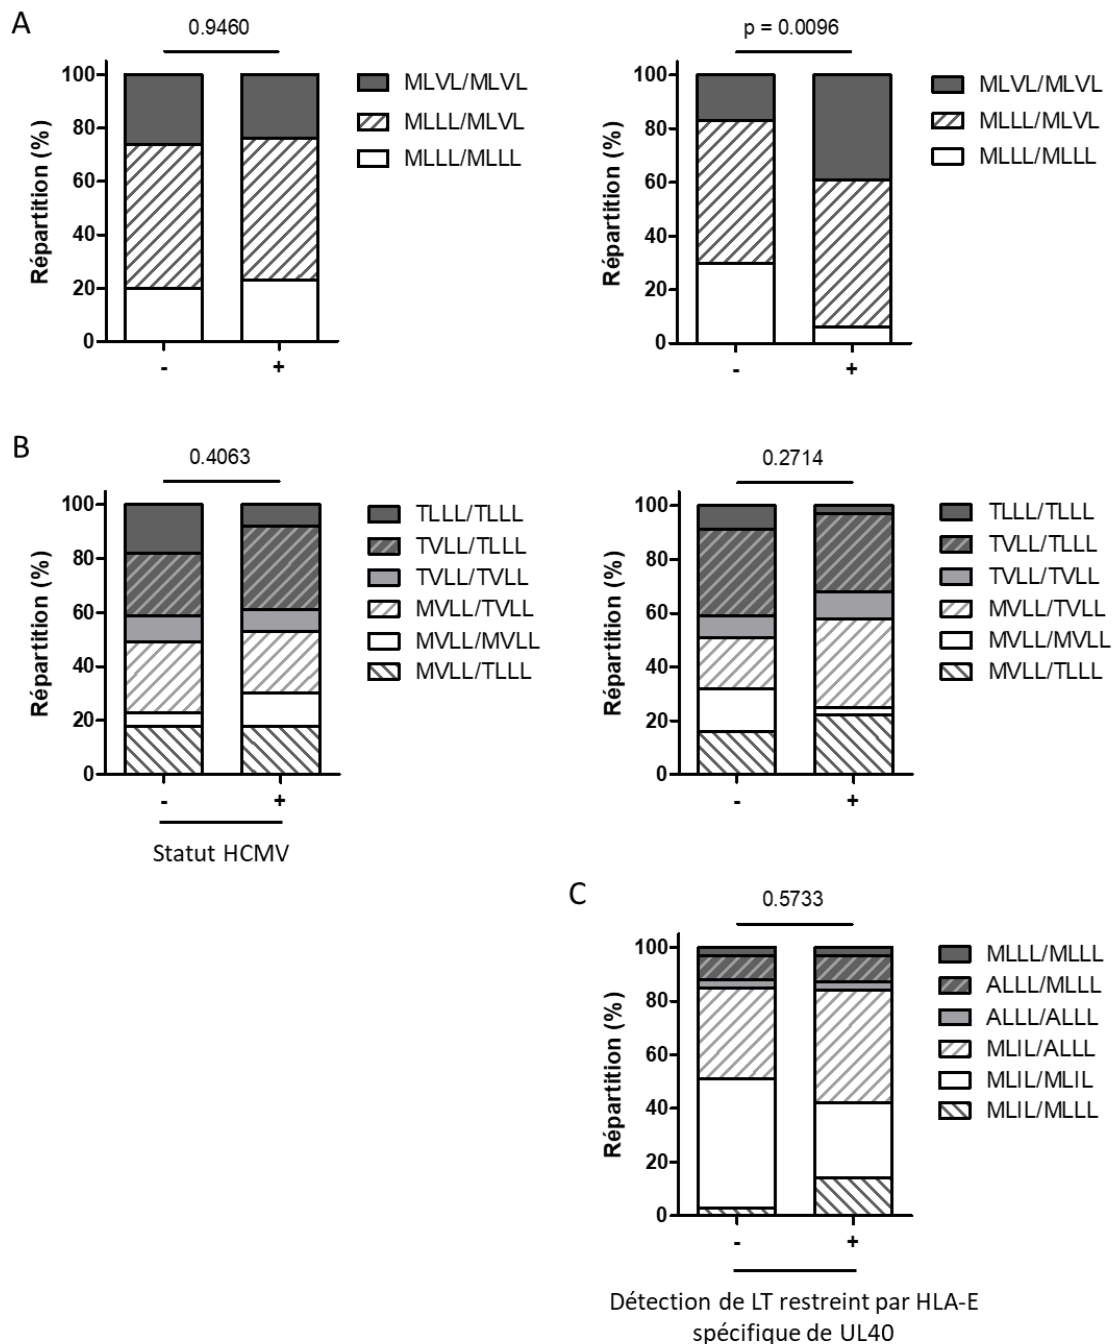 A
0.9460
p = 0.0096
Répartition (%)
100
80
60
40
20
0
-
+
MLVL/MLVL
MLLL/MLVL
MLLL/MLLL
Répartition (%)
100
80
60
40
20
0
-
+
MLVL/MLVL
MLLL/MLVL
MLLL/MLLL
B
0.4063
0.2714
Répartition (%)
100
80
60
40
20
0
-
+
TLLL/TLLL
TVLL/TLLL
TVLL/TVLL
MVLL/TVLL
MVLL/MVLL
MVLL/TLLL
Statut HCMV
Répartition (%)
100
80
60
40
20
0
-
+
TLLL/TLLL
TVLL/TLLL
TVLL/TVLL
MVLL/TVLL
MVLL/MVLL
MVLL/TLLL
C
0.5733
Répartition (%)
100
80
60
40
20
0
-
+
MLLL/MLLL
ALLL/MLLL
ALLL/ALLL
MLIL/ALLL
MLIL/MLIL
MLIL/MLLL
Détection de LT restreint par HLA-E
spécifique de UL40